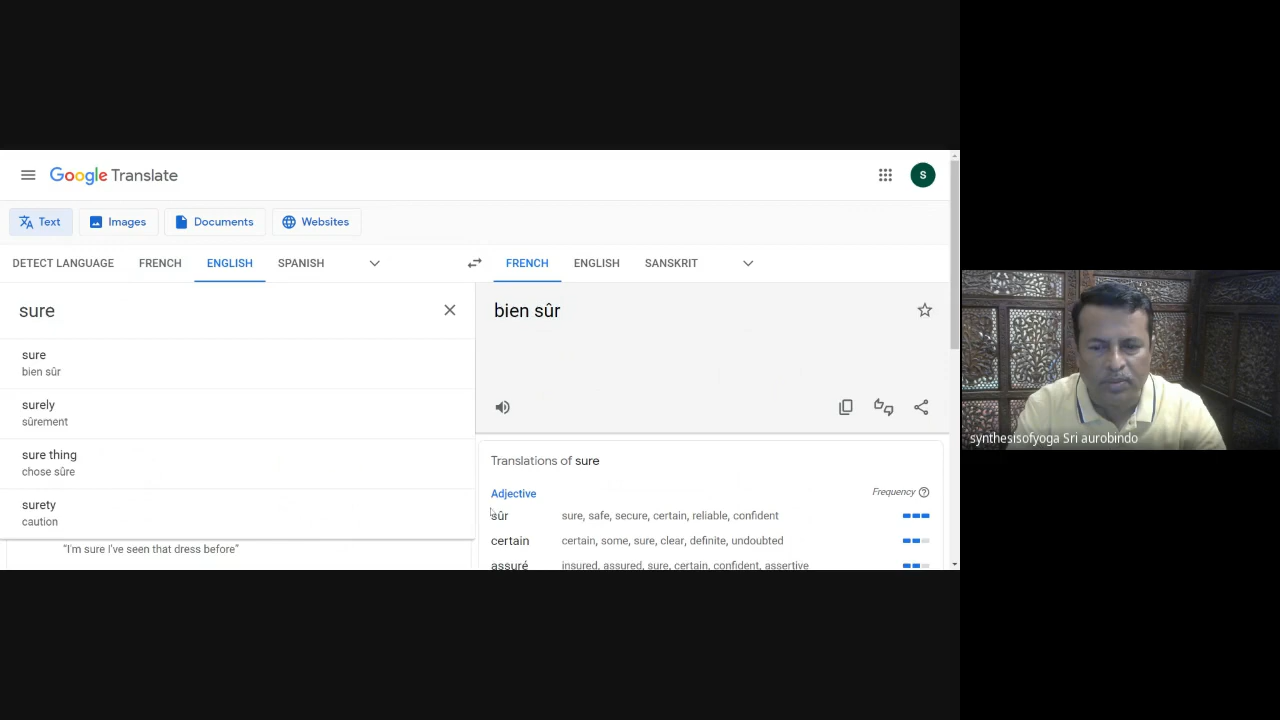 Google Translate
S
Text Images Documents Websites
DETECT LANGUAGE FRENCH ENGLISH SPANISH
FRENCH ENGLISH SANSKRIT
sure
bien sûr
sure
bien sûr
surely
sûrement
sure thing
chose sûre
surety
caution
"I'm sure I've seen that dress before"
Translations of sure
Adjective Frequency
sûr sure, safe, secure, certain, reliable, confident
certain certain, some, sure, clear, definite, undoubted
assuré insured, assured, sure, certain, confident, assertive
synthesisofyoga Sri aurobindo